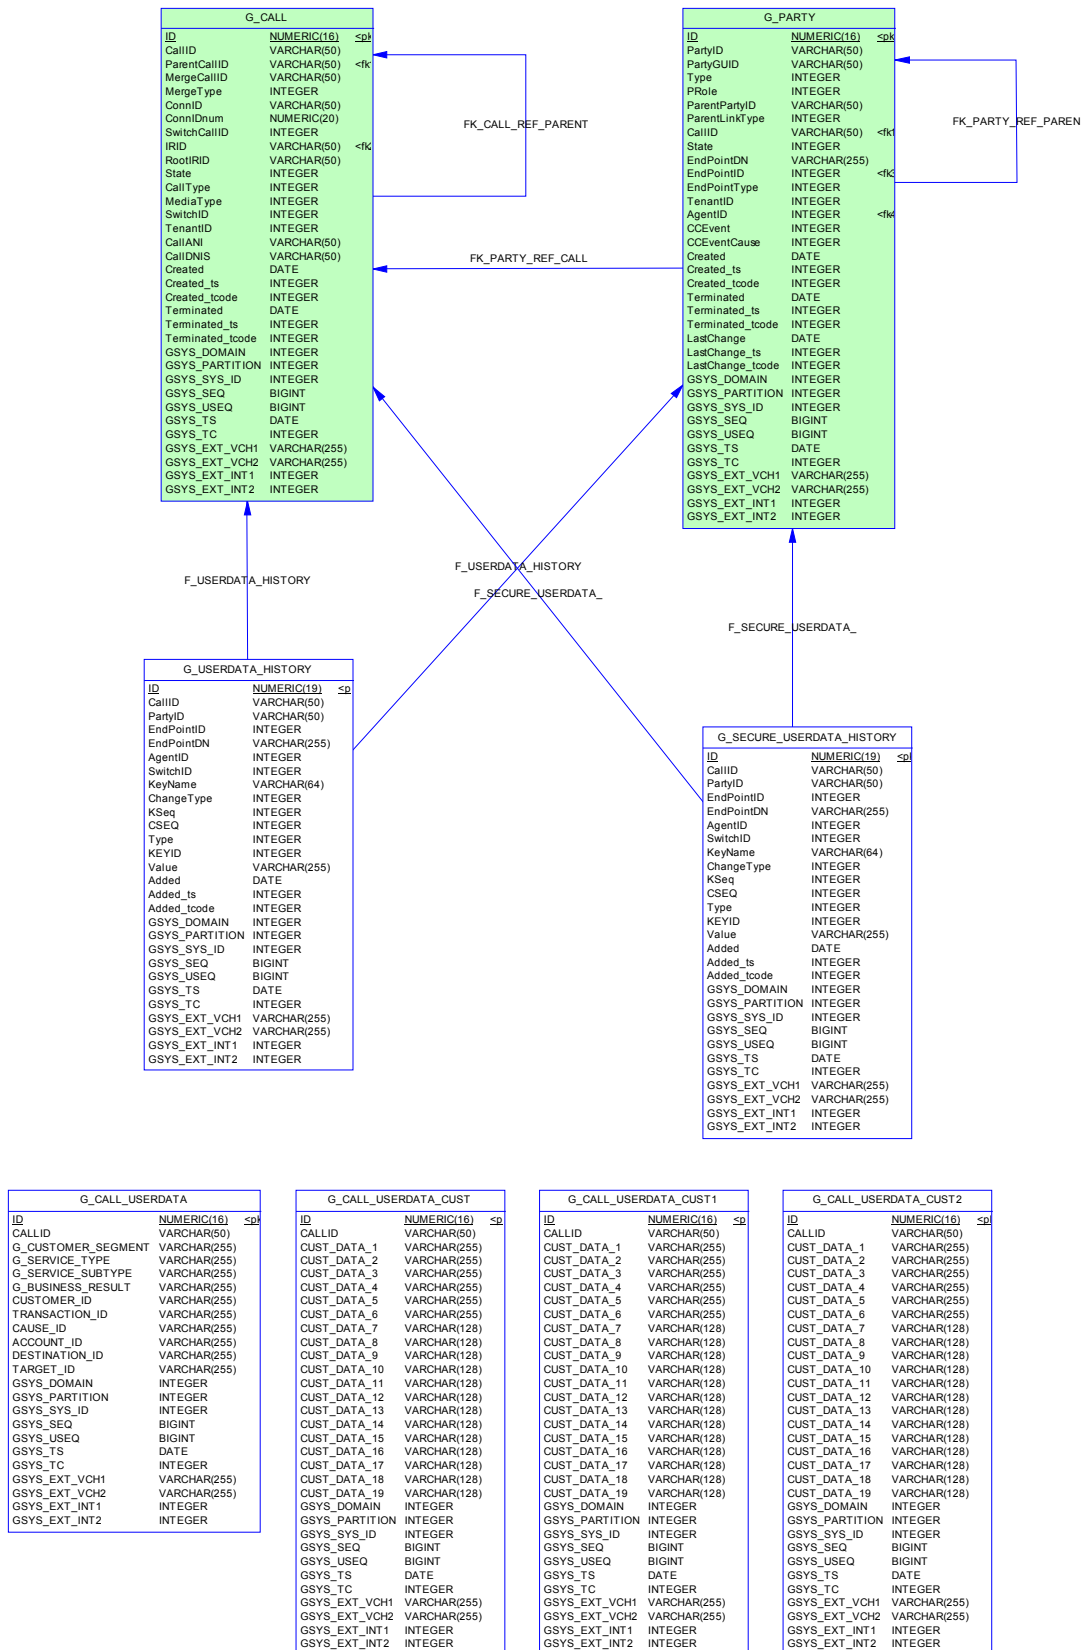 G_CALL
ID NUMERIC(16) <pk
CallID VARCHAR(50)
ParentCallID VARCHAR(50) <fk
MergeCallID VARCHAR(50)
MergeType INTEGER
ConnID VARCHAR(50)
ConnIDnum NUMERIC(20)
SwitchCallID INTEGER
IRID VARCHAR(50) <fk
RootIRID VARCHAR(50)
State INTEGER
CallType INTEGER
MediaType INTEGER
SwitchID INTEGER
TenantID INTEGER
CallANI VARCHAR(50)
CallDNIS VARCHAR(50)
Created DATE
Created_ts INTEGER
Created_tcode INTEGER
Terminated DATE
Terminated_ts INTEGER
Terminated_tcode INTEGER
GSYS_DOMAIN INTEGER
GSYS_PARTITION INTEGER
GSYS_SYS_ID INTEGER
GSYS_SEQ BIGINT
GSYS_USEQ BIGINT
GSYS_TS DATE
GSYS_TC INTEGER
GSYS_EXT_VCH1 VARCHAR(255)
GSYS_EXT_VCH2 VARCHAR(255)
GSYS_EXT_INT1 INTEGER
GSYS_EXT_INT2 INTEGER
FK_CALL_REF_PARENT
FK_PARTY_REF_CALL
G_PARTY
ID NUMERIC(16) <pk
PartyID VARCHAR(50)
PartyGUID VARCHAR(50)
Type INTEGER
PRole INTEGER
ParentPartyID VARCHAR(50)
ParentLinkType INTEGER
CallID VARCHAR(50) <fk1
State INTEGER
EndPointDN VARCHAR(255)
EndPointID INTEGER <fk3
EndPointType INTEGER
TenantID INTEGER
AgentID INTEGER <fk4
CCEvent INTEGER
CCEventCause INTEGER
Created DATE
Created_ts INTEGER
Created_tcode INTEGER
Terminated DATE
Terminated_ts INTEGER
Terminated_tcode INTEGER
LastChange DATE
LastChange_ts INTEGER
LastChange_tcode INTEGER
GSYS_DOMAIN INTEGER
GSYS_PARTITION INTEGER
GSYS_SYS_ID INTEGER
GSYS_SEQ BIGINT
GSYS_USEQ BIGINT
GSYS_TS DATE
GSYS_TC INTEGER
GSYS_EXT_VCH1 VARCHAR(255)
GSYS_EXT_VCH2 VARCHAR(255)
GSYS_EXT_INT1 INTEGER
GSYS_EXT_INT2 INTEGER
FK_PARTY_REF_PAREN
F_USERDATA_HISTORY
F_USERDATA_HISTORY
F_SECURE_USERDATA_
F_SECURE_USERDATA_
G_USERDATA_HISTORY
ID NUMERIC(19) <p
CallID VARCHAR(50)
PartyID VARCHAR(50)
EndPointID INTEGER
EndPointDN VARCHAR(255)
AgentID INTEGER
SwitchID INTEGER
KeyName VARCHAR(64)
ChangeType INTEGER
KSeq INTEGER
CSEQ INTEGER
Type INTEGER
KEYID INTEGER
Value VARCHAR(255)
Added DATE
Added_ts INTEGER
Added_tcode INTEGER
GSYS_DOMAIN INTEGER
GSYS_PARTITION INTEGER
GSYS_SYS_ID INTEGER
GSYS_SEQ BIGINT
GSYS_USEQ BIGINT
GSYS_TS DATE
GSYS_TC INTEGER
GSYS_EXT_VCH1 VARCHAR(255)
GSYS_EXT_VCH2 VARCHAR(255)
GSYS_EXT_INT1 INTEGER
GSYS_EXT_INT2 INTEGER
G_SECURE_USERDATA_HISTORY
ID NUMERIC(19) <p
CallID VARCHAR(50)
PartyID VARCHAR(50)
EndPointID INTEGER
EndPointDN VARCHAR(255)
AgentID INTEGER
SwitchID INTEGER
KeyName VARCHAR(64)
ChangeType INTEGER
KSeq INTEGER
CSEQ INTEGER
Type INTEGER
KEYID INTEGER
Value VARCHAR(255)
Added DATE
Added_ts INTEGER
Added_tcode INTEGER
GSYS_DOMAIN INTEGER
GSYS_PARTITION INTEGER
GSYS_SYS_ID INTEGER
GSYS_SEQ BIGINT
GSYS_USEQ BIGINT
GSYS_TS DATE
GSYS_TC INTEGER
GSYS_EXT_VCH1 VARCHAR(255)
GSYS_EXT_VCH2 VARCHAR(255)
GSYS_EXT_INT1 INTEGER
GSYS_EXT_INT2 INTEGER
G_CALL_USERDATA
ID NUMERIC(16) <pk
CALLID VARCHAR(50)
G_CUSTOMER_SEGMENT VARCHAR(255)
G_SERVICE_TYPE VARCHAR(255)
G_SERVICE_SUBTYPE VARCHAR(255)
G_BUSINESS_RESULT VARCHAR(255)
CUSTOMER_ID VARCHAR(255)
TRANSACTION_ID VARCHAR(255)
CAUSE_ID VARCHAR(255)
ACCOUNT_ID VARCHAR(255)
DESTINATION_ID VARCHAR(255)
TARGET_ID VARCHAR(255)
GSYS_DOMAIN INTEGER
GSYS_PARTITION INTEGER
GSYS_SYS_ID INTEGER
GSYS_SEQ BIGINT
GSYS_USEQ BIGINT
GSYS_TS DATE
GSYS_TC INTEGER
GSYS_EXT_VCH1 VARCHAR(255)
GSYS_EXT_VCH2 VARCHAR(255)
GSYS_EXT_INT1 INTEGER
GSYS_EXT_INT2 INTEGER
G_CALL_USERDATA_CUST
ID NUMERIC(16) <p
CALLID VARCHAR(50)
CUST_DATA_1 VARCHAR(255)
CUST_DATA_2 VARCHAR(255)
CUST_DATA_3 VARCHAR(255)
CUST_DATA_4 VARCHAR(255)
CUST_DATA_5 VARCHAR(255)
CUST_DATA_6 VARCHAR(255)
CUST_DATA_7 VARCHAR(128)
CUST_DATA_8 VARCHAR(128)
CUST_DATA_9 VARCHAR(128)
CUST_DATA_10 VARCHAR(128)
CUST_DATA_11 VARCHAR(128)
CUST_DATA_12 VARCHAR(128)
CUST_DATA_13 VARCHAR(128)
CUST_DATA_14 VARCHAR(128)
CUST_DATA_15 VARCHAR(128)
CUST_DATA_16 VARCHAR(128)
CUST_DATA_17 VARCHAR(128)
CUST_DATA_18 VARCHAR(128)
CUST_DATA_19 VARCHAR(128)
GSYS_DOMAIN INTEGER
GSYS_PARTITION INTEGER
GSYS_SYS_ID INTEGER
GSYS_SEQ BIGINT
GSYS_USEQ BIGINT
GSYS_TS DATE
GSYS_TC INTEGER
GSYS_EXT_VCH1 VARCHAR(255)
GSYS_EXT_VCH2 VARCHAR(255)
GSYS_EXT_INT1 INTEGER
GSYS_EXT_INT2 INTEGER
G_CALL_USERDATA_CUST1
ID NUMERIC(16) <p
CALLID VARCHAR(50)
CUST_DATA_1 VARCHAR(255)
CUST_DATA_2 VARCHAR(255)
CUST_DATA_3 VARCHAR(255)
CUST_DATA_4 VARCHAR(255)
CUST_DATA_5 VARCHAR(255)
CUST_DATA_6 VARCHAR(255)
CUST_DATA_7 VARCHAR(128)
CUST_DATA_8 VARCHAR(128)
CUST_DATA_9 VARCHAR(128)
CUST_DATA_10 VARCHAR(128)
CUST_DATA_11 VARCHAR(128)
CUST_DATA_12 VARCHAR(128)
CUST_DATA_13 VARCHAR(128)
CUST_DATA_14 VARCHAR(128)
CUST_DATA_15 VARCHAR(128)
CUST_DATA_16 VARCHAR(128)
CUST_DATA_17 VARCHAR(128)
CUST_DATA_18 VARCHAR(128)
CUST_DATA_19 VARCHAR(128)
GSYS_DOMAIN INTEGER
GSYS_PARTITION INTEGER
GSYS_SYS_ID INTEGER
GSYS_SEQ BIGINT
GSYS_USEQ BIGINT
GSYS_TS DATE
GSYS_TC INTEGER
GSYS_EXT_VCH1 VARCHAR(255)
GSYS_EXT_VCH2 VARCHAR(255)
GSYS_EXT_INT1 INTEGER
GSYS_EXT_INT2 INTEGER
G_CALL_USERDATA_CUST2
ID NUMERIC(16) <p
CALLID VARCHAR(50)
CUST_DATA_1 VARCHAR(255)
CUST_DATA_2 VARCHAR(255)
CUST_DATA_3 VARCHAR(255)
CUST_DATA_4 VARCHAR(255)
CUST_DATA_5 VARCHAR(255)
CUST_DATA_6 VARCHAR(255)
CUST_DATA_7 VARCHAR(128)
CUST_DATA_8 VARCHAR(128)
CUST_DATA_9 VARCHAR(128)
CUST_DATA_10 VARCHAR(128)
CUST_DATA_11 VARCHAR(128)
CUST_DATA_12 VARCHAR(128)
CUST_DATA_13 VARCHAR(128)
CUST_DATA_14 VARCHAR(128)
CUST_DATA_15 VARCHAR(128)
CUST_DATA_16 VARCHAR(128)
CUST_DATA_17 VARCHAR(128)
CUST_DATA_18 VARCHAR(128)
CUST_DATA_19 VARCHAR(128)
GSYS_DOMAIN INTEGER
GSYS_PARTITION INTEGER
GSYS_SYS_ID INTEGER
GSYS_SEQ BIGINT
GSYS_USEQ BIGINT
GSYS_TS DATE
GSYS_TC INTEGER
GSYS_EXT_VCH1 VARCHAR(255)
GSYS_EXT_VCH2 VARCHAR(255)
GSYS_EXT_INT1 INTEGER
GSYS_EXT_INT2 INTEGER